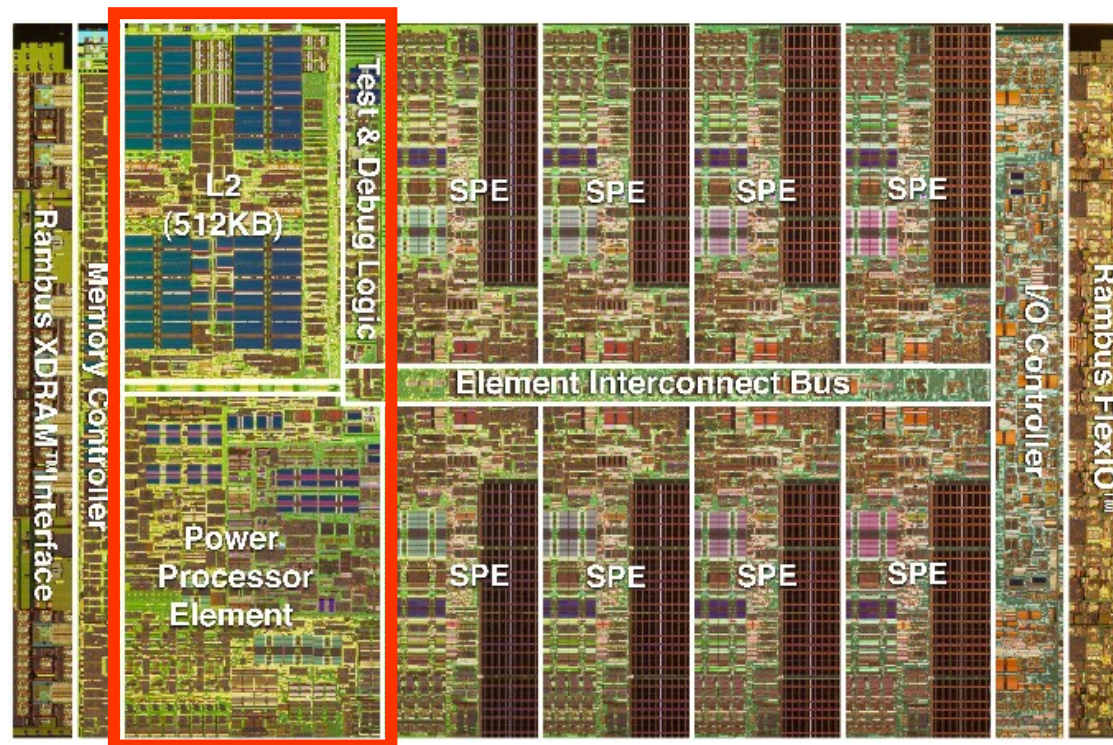 Rambus XDRAM™ Interface
Memory Controller
L2
(512KB)
Test & Debug Logic
SPE
SPE
SPE
SPE
I/O Controller
Rambus FlexIO™
Element Interconnect Bus
Power
Processor
Element
SPE
SPE
SPE
SPE